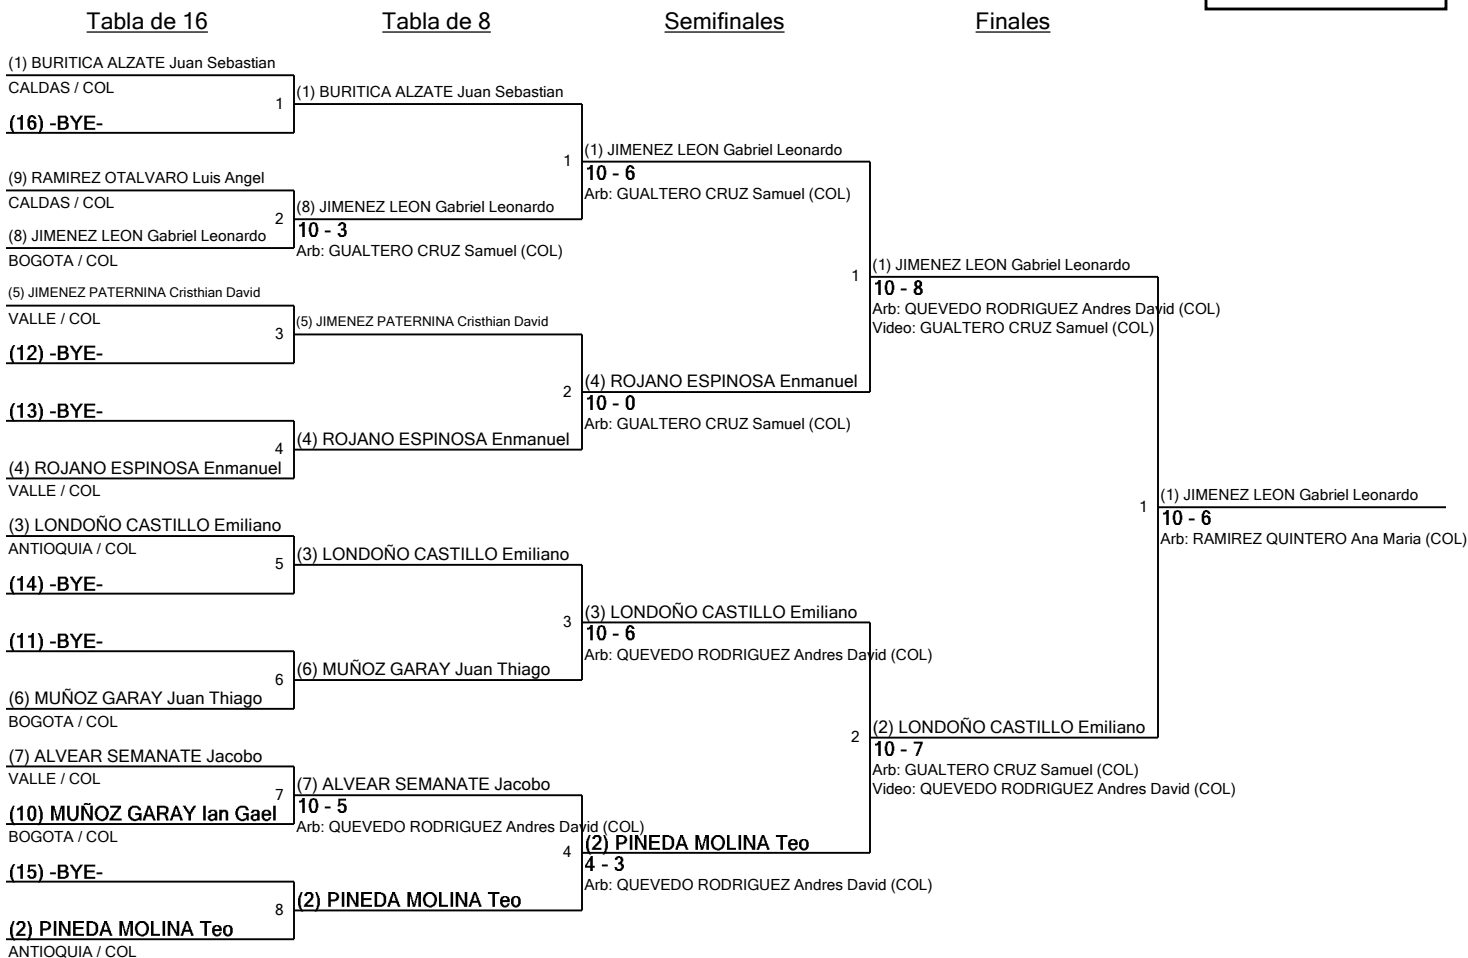 Tabla de 16
Tabla de 8
Semifinales
Finales
(1) BURITICA ALZATE Juan Sebastian
CALDAS / COL
1
(16) -BYE-
(9) RAMIREZ OTALVARO Luis Angel
CALDAS / COL
2
(8) JIMENEZ LEON Gabriel Leonardo
BOGOTA / COL
(5) JIMENEZ PATERNINA Cristhian David
VALLE / COL
3
(12) -BYE-
(13) -BYE-
4
(4) ROJANO ESPINOSA Enmanuel
VALLE / COL
(3) LONDOÑO CASTILLO Emiliano
ANTIOQUIA / COL
5
(14) -BYE-
(11) -BYE-
6
(6) MUÑOZ GARAY Juan Thiago
BOGOTA / COL
(7) ALVEAR SEMANATE Jacobo
VALLE / COL
7
(10) MUÑOZ GARAY Ian Gael
BOGOTA / COL
(15) -BYE-
8
(2) PINEDA MOLINA Teo
ANTIOQUIA / COL
(1) BURITICA ALZATE Juan Sebastian
1
(8) JIMENEZ LEON Gabriel Leonardo
10 - 3
Arb: GUALTERO CRUZ Samuel (COL)
(5) JIMENEZ PATERNINA Cristhian David
2
(4) ROJANO ESPINOSA Enmanuel
(3) LONDOÑO CASTILLO Emiliano
3
(6) MUÑOZ GARAY Juan Thiago
(7) ALVEAR SEMANATE Jacobo
10 - 5
Arb: QUEVEDO RODRIGUEZ Andres David (COL)
4
(2) PINEDA MOLINA Teo
(1) JIMENEZ LEON Gabriel Leonardo
10 - 6
Arb: GUALTERO CRUZ Samuel (COL)
1
(4) ROJANO ESPINOSA Enmanuel
10 - 0
Arb: GUALTERO CRUZ Samuel (COL)
(3) LONDOÑO CASTILLO Emiliano
10 - 6
Arb: QUEVEDO RODRIGUEZ Andres David (COL)
2
(2) PINEDA MOLINA Teo
4 - 3
Arb: QUEVEDO RODRIGUEZ Andres David (COL)
(1) JIMENEZ LEON Gabriel Leonardo
10 - 8
Arb: QUEVEDO RODRIGUEZ Andres David (COL)
Video: GUALTERO CRUZ Samuel (COL)
1
(2) LONDOÑO CASTILLO Emiliano
10 - 7
Arb: GUALTERO CRUZ Samuel (COL)
Video: QUEVEDO RODRIGUEZ Andres David (COL)
(1) JIMENEZ LEON Gabriel Leonardo
10 - 6
Arb: RAMIREZ QUINTERO Ana Maria (COL)